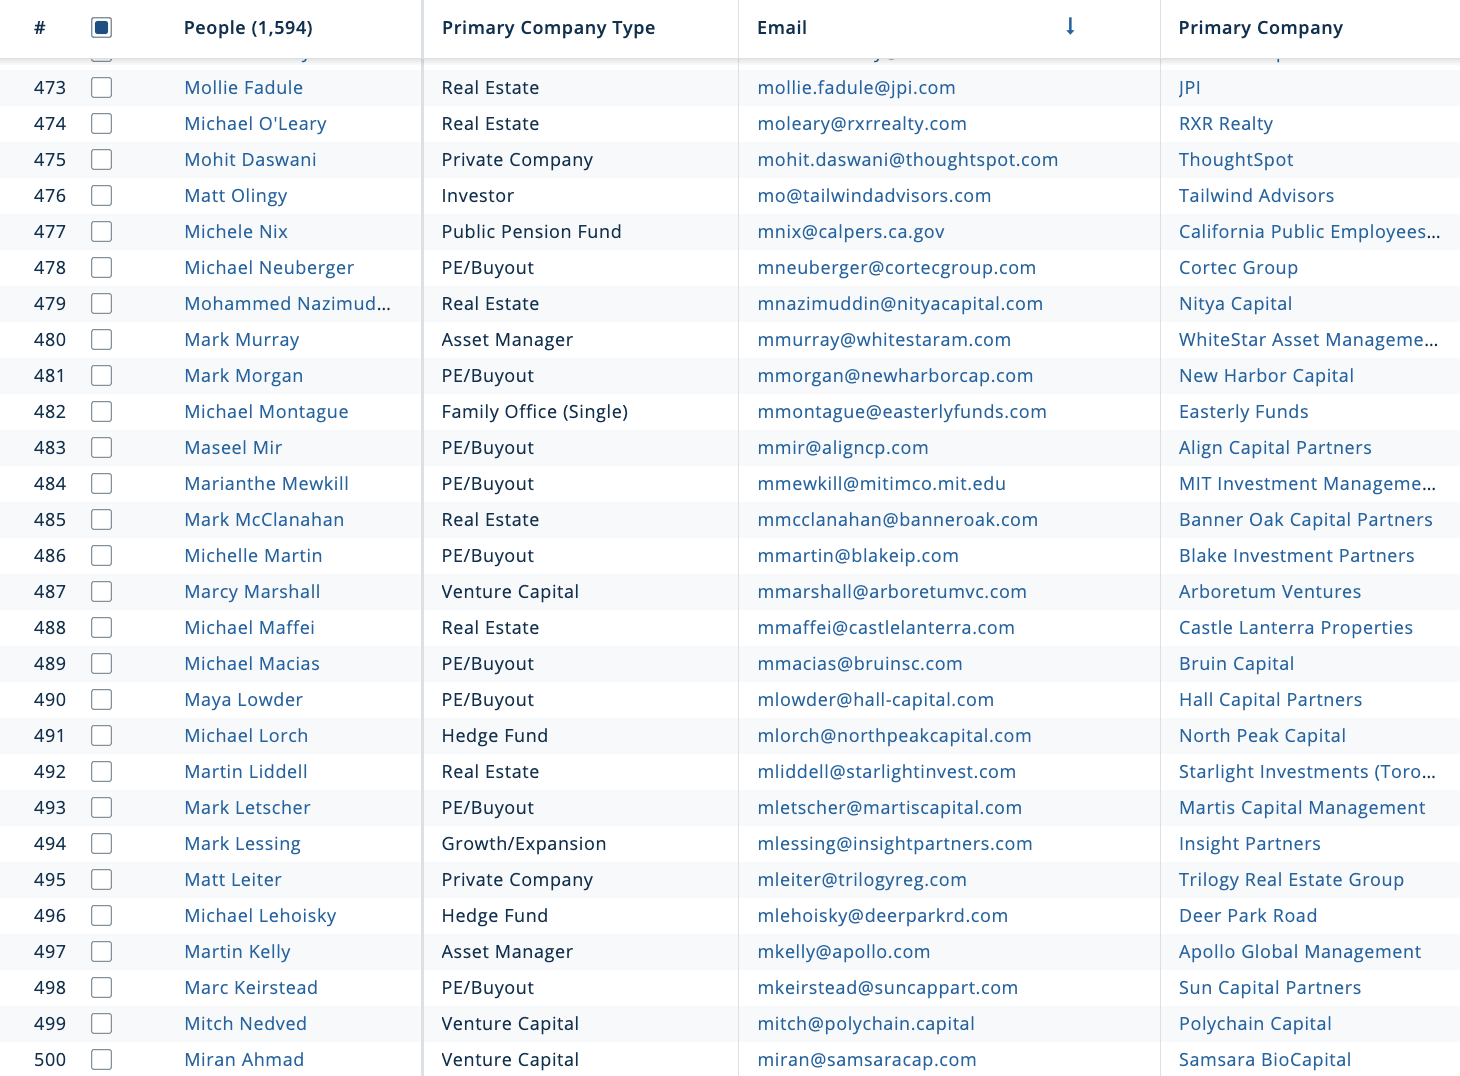 # People (1,594) Primary Company Type Email ↓ Primary Company
473 Mollie Fadule Real Estate mollie.fadule@jpi.com JPI
474 Michael O'Leary Real Estate moleary@rxrrealty.com RXR Realty
475 Mohit Daswani Private Company mohit.daswani@thoughtspot.com ThoughtSpot
476 Matt Olingy Investor mo@tailwindadvisors.com Tailwind Advisors
477 Michele Nix Public Pension Fund mnix@calpers.ca.gov California Public Employees...
478 Michael Neuberger PE/Buyout mneuberger@cortecgroup.com Cortec Group
479 Mohammed Nazimud... Real Estate mnazimuddin@nityacapital.com Nitya Capital
480 Mark Murray Asset Manager mmurray@whitestaram.com WhiteStar Asset Manageme...
481 Mark Morgan PE/Buyout mmorgan@newharborcap.com New Harbor Capital
482 Michael Montague Family Office (Single) mmontague@easterlyfunds.com Easterly Funds
483 Maseel Mir PE/Buyout mmir@aligncp.com Align Capital Partners
484 Marianthe Mewkill PE/Buyout mmewkill@mitimco.mit.edu MIT Investment Manageme...
485 Mark McClanahan Real Estate mmcclanahan@banneroak.com Banner Oak Capital Partners
486 Michelle Martin PE/Buyout mmartin@blakeip.com Blake Investment Partners
487 Marcy Marshall Venture Capital mmarshall@arboretumvc.com Arboretum Ventures
488 Michael Maffei Real Estate mmaffei@castlelanterra.com Castle Lanterra Properties
489 Michael Macias PE/Buyout mmacias@bruinsc.com Bruin Capital
490 Maya Lowder PE/Buyout mlowder@hall-capital.com Hall Capital Partners
491 Michael Lorch Hedge Fund mlorch@northpeakcapital.com North Peak Capital
492 Martin Liddell Real Estate mliddell@starlightinvest.com Starlight Investments (Toro...
493 Mark Letscher PE/Buyout mletscher@martiscapital.com Martis Capital Management
494 Mark Lessing Growth/Expansion mlessing@insightpartners.com Insight Partners
495 Matt Leiter Private Company mleiter@trilogyreg.com Trilogy Real Estate Group
496 Michael Lehoisky Hedge Fund mlehoisky@deerparkrd.com Deer Park Road
497 Martin Kelly Asset Manager mkelly@apollo.com Apollo Global Management
498 Marc Keirstead PE/Buyout mkeirstead@suncappart.com Sun Capital Partners
499 Mitch Nedved Venture Capital mitch@polychain.capital Polychain Capital
500 Miran Ahmad Venture Capital miran@samsaracap.com Samsara BioCapital